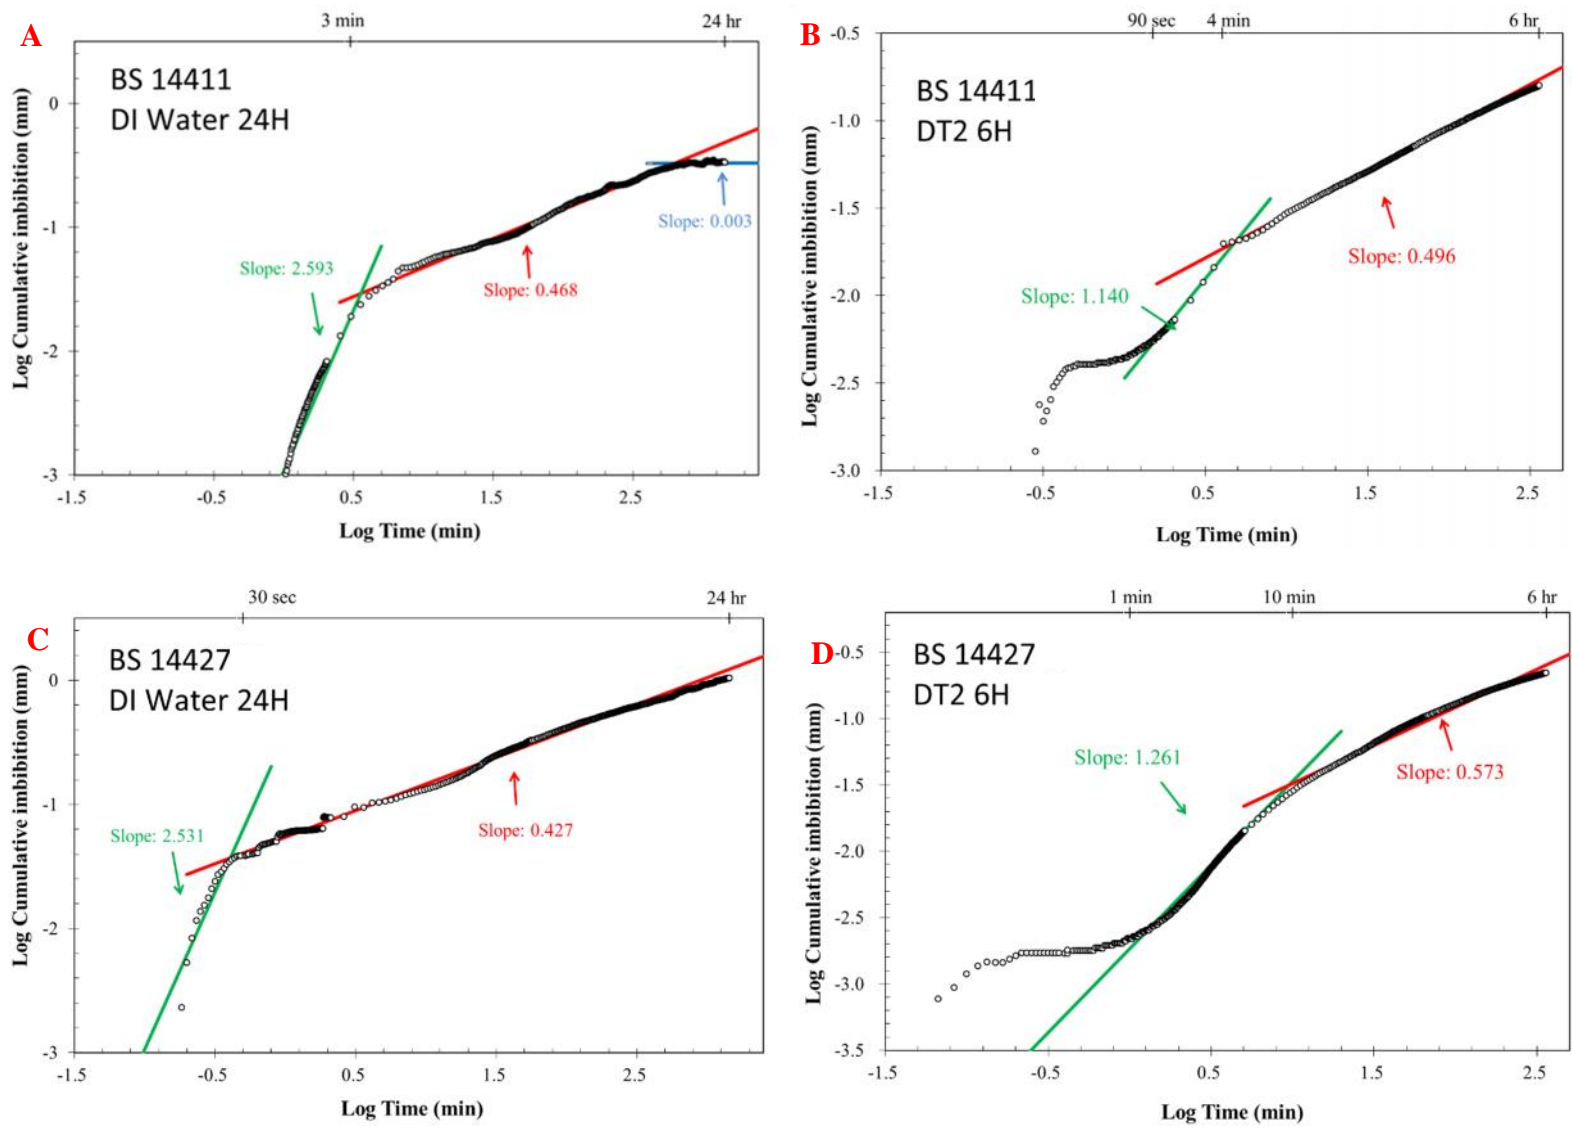 A
3 min
24 hr
BS 14411
DI Water 24H
Log Cumulative imbibition (mm)
0
-1
-2
-3
Slope: 2.593
Slope: 0.468
Slope: 0.003
-1.5
-0.5
0.5
1.5
2.5
Log Time (min)
B
90 sec
4 min
6 hr
BS 14411
DT2 6H
Log Cumulative imbibition (mm)
-0.5
-1.0
-1.5
-2.0
-2.5
-3.0
Slope: 1.140
Slope: 0.496
-1.5
-0.5
0.5
1.5
2.5
Log Time (min)
C
30 sec
24 hr
BS 14427
DI Water 24H
Log Cumulative imbibition (mm)
0
-1
-2
-3
Slope: 2.531
Slope: 0.427
-1.5
-0.5
0.5
1.5
2.5
Log Time (min)
D
1 min
10 min
6 hr
BS 14427
DT2 6H
Log Cumulative imbibition (mm)
-0.5
-1.0
-1.5
-2.0
-2.5
-3.0
-3.5
Slope: 1.261
Slope: 0.573
-1.5
-0.5
0.5
1.5
2.5
Log Time (min)